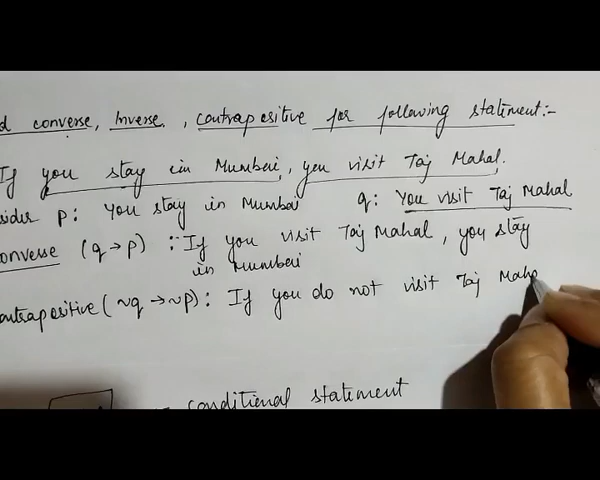 d converse, Inverse, contrapositive for following statement:-
If you stay in Mumbai, you visit Taj Mahal.
sider p: You stay in Mumbai q: You visit Taj Mahal
onverse (q→p) : If you visit Taj Mahal, you stay
in Mumbai
ontrapositive (~q→~p): If you do not visit Taj Maha
conditional statement